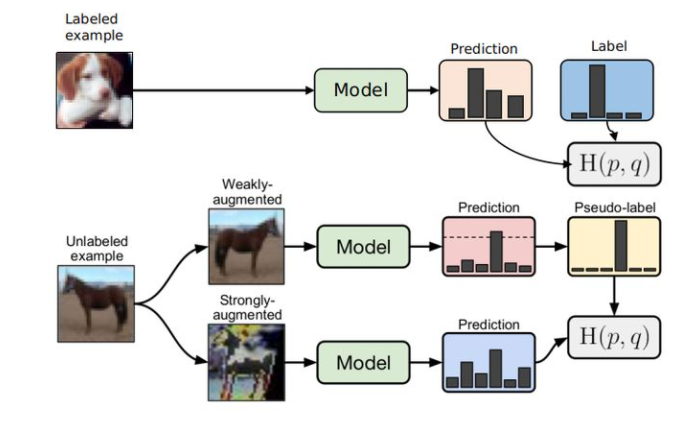 Labeled
example
Model
Prediction
Label
H(p, q)
Unlabeled
example
Weakly-
augmented
Model
Prediction
Pseudo-label
Strongly-
augmented
Model
Prediction
H(p, q)